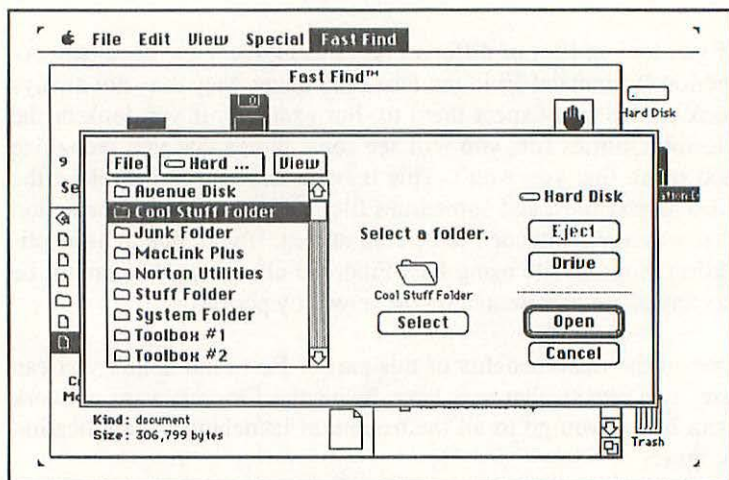 File Edit View Special Fast Find
Fast Find™
Hard Disk
9
Se
File Hard ... View
Avenue Disk
Cool Stuff Folder
Junk Folder
MacLink Plus
Norton Utilities
Stuff Folder
System Folder
Toolbox #1
Toolbox #2
Select a folder.
Cool Stuff Folder
Select
Hard Disk
Eject
Drive
Open
Cancel
Kind: document
Size: 306,799 bytes
Trash